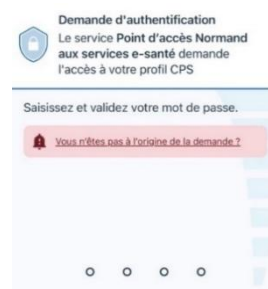 Demande d'authentification
Le service Point d'accès Normand
aux services e-santé demande
l'accès à votre profil CPS
Saisissez et validez votre mot de passe.
Vous n'êtes pas à l'origine de la demande ?